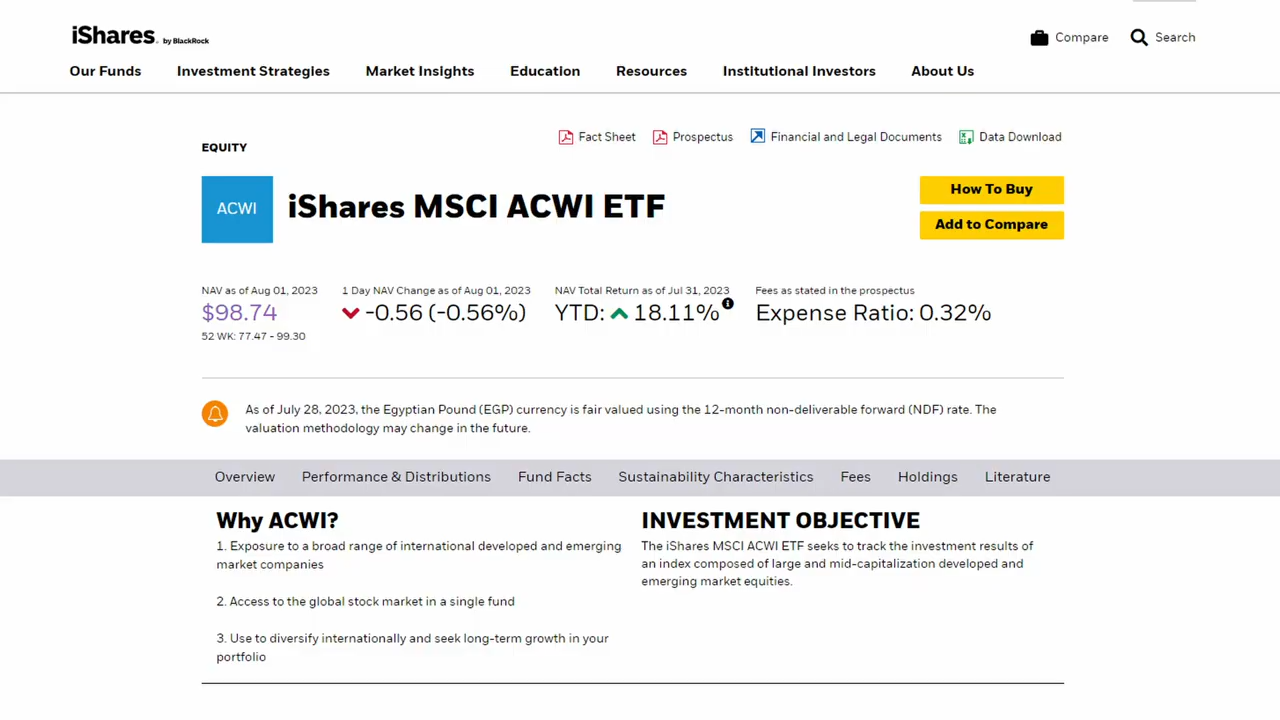 iShares. by BlackRock
Compare
Search
Our Funds
Investment Strategies
Market Insights
Education
Resources
Institutional Investors
About Us
Fact Sheet
Prospectus
Financial and Legal Documents
Data Download
EQUITY
ACWI
iShares MSCI ACWI ETF
How To Buy
Add to Compare
NAV as of Aug 01, 2023
$98.74
52 WK: 77.47 - 99.30
1 Day NAV Change as of Aug 01, 2023
-0.56 (-0.56%)
NAV Total Return as of Jul 31, 2023
YTD: 18.11%
Fees as stated in the prospectus
Expense Ratio: 0.32%
As of July 28, 2023, the Egyptian Pound (EGP) currency is fair valued using the 12-month non-deliverable forward (NDF) rate. The
valuation methodology may change in the future.
Overview
Performance & Distributions
Fund Facts
Sustainability Characteristics
Fees
Holdings
Literature
Why ACWI?
1. Exposure to a broad range of international developed and emerging
market companies
2. Access to the global stock market in a single fund
3. Use to diversify internationally and seek long-term growth in your
portfolio
INVESTMENT OBJECTIVE
The iShares MSCI ACWI ETF seeks to track the investment results of
an index composed of large and mid-capitalization developed and
emerging market equities.